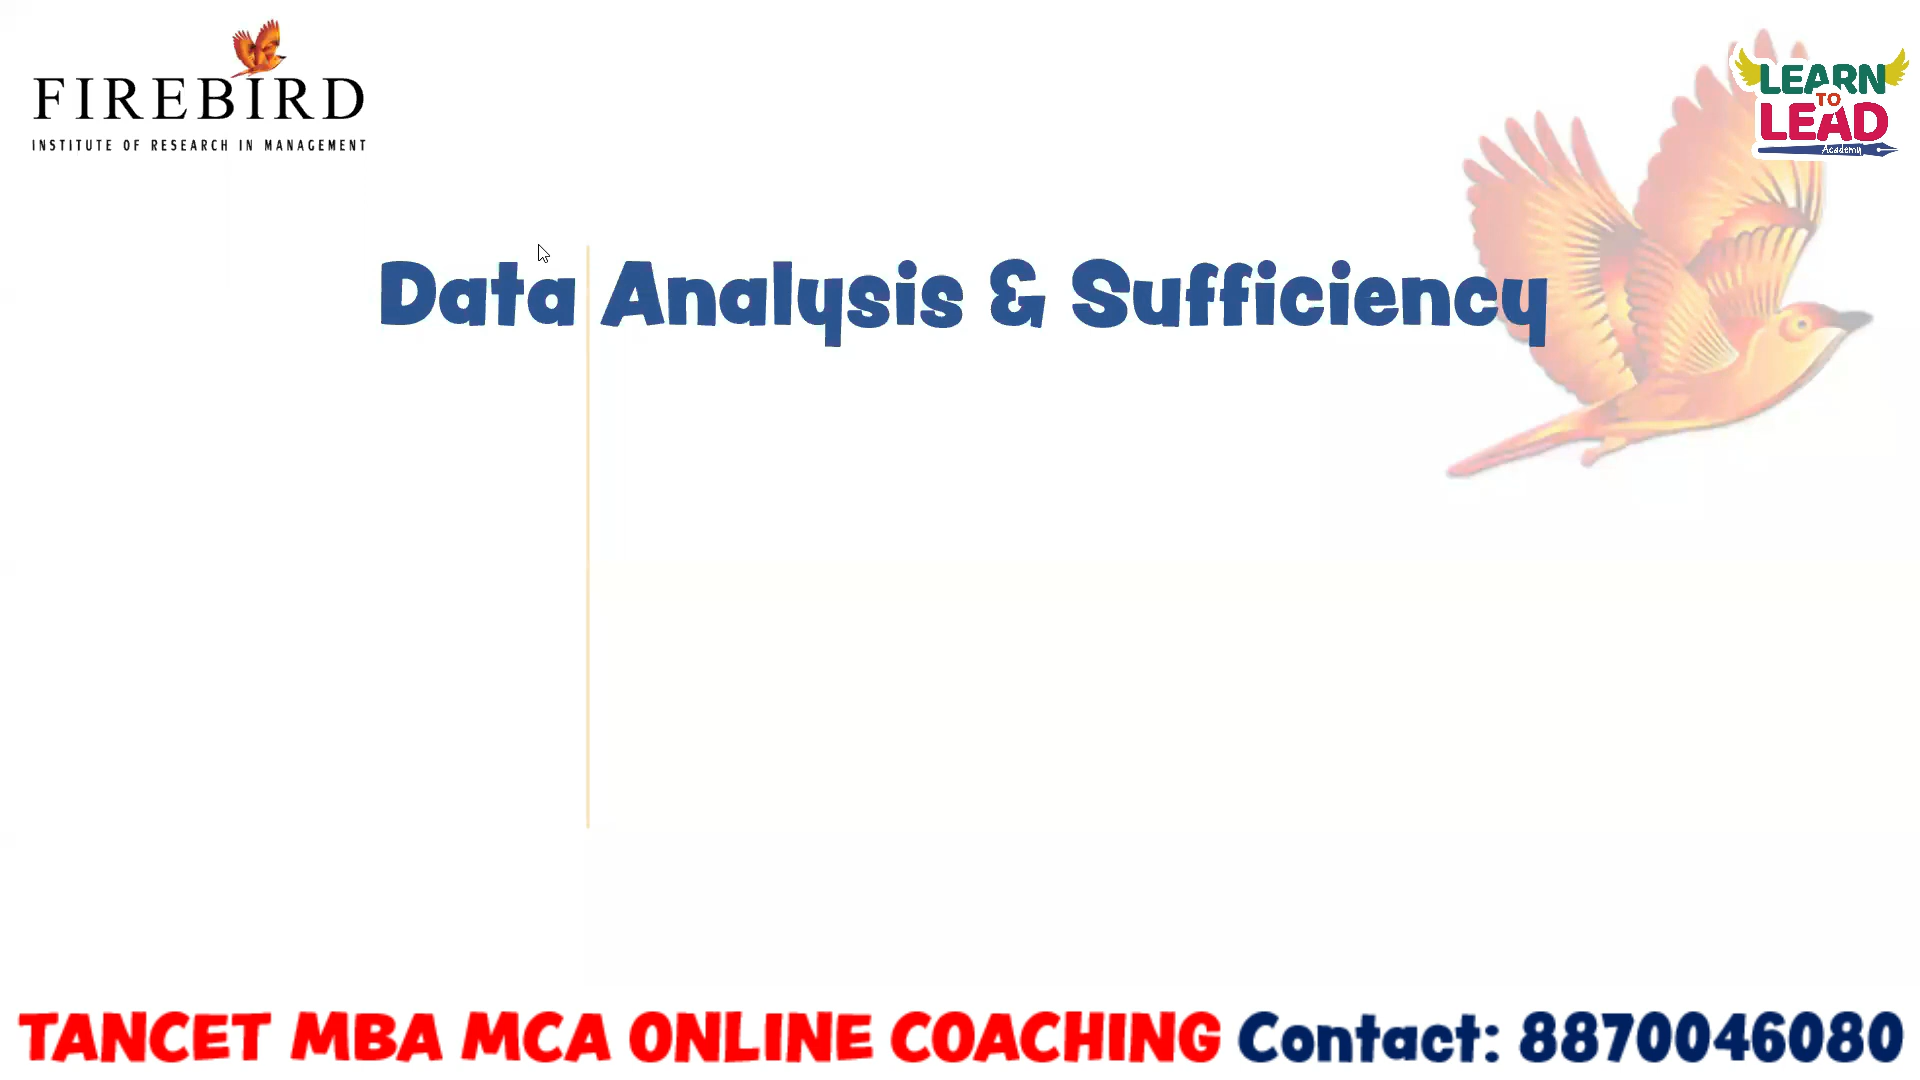 FIREBIRD
INSTITUTE OF RESEARCH IN MANAGEMENT
LEARN
TO
LEAD
Academy
Data Analysis & Sufficiency
TANCET MBA MCA ONLINE COACHING Contact: 8870046080